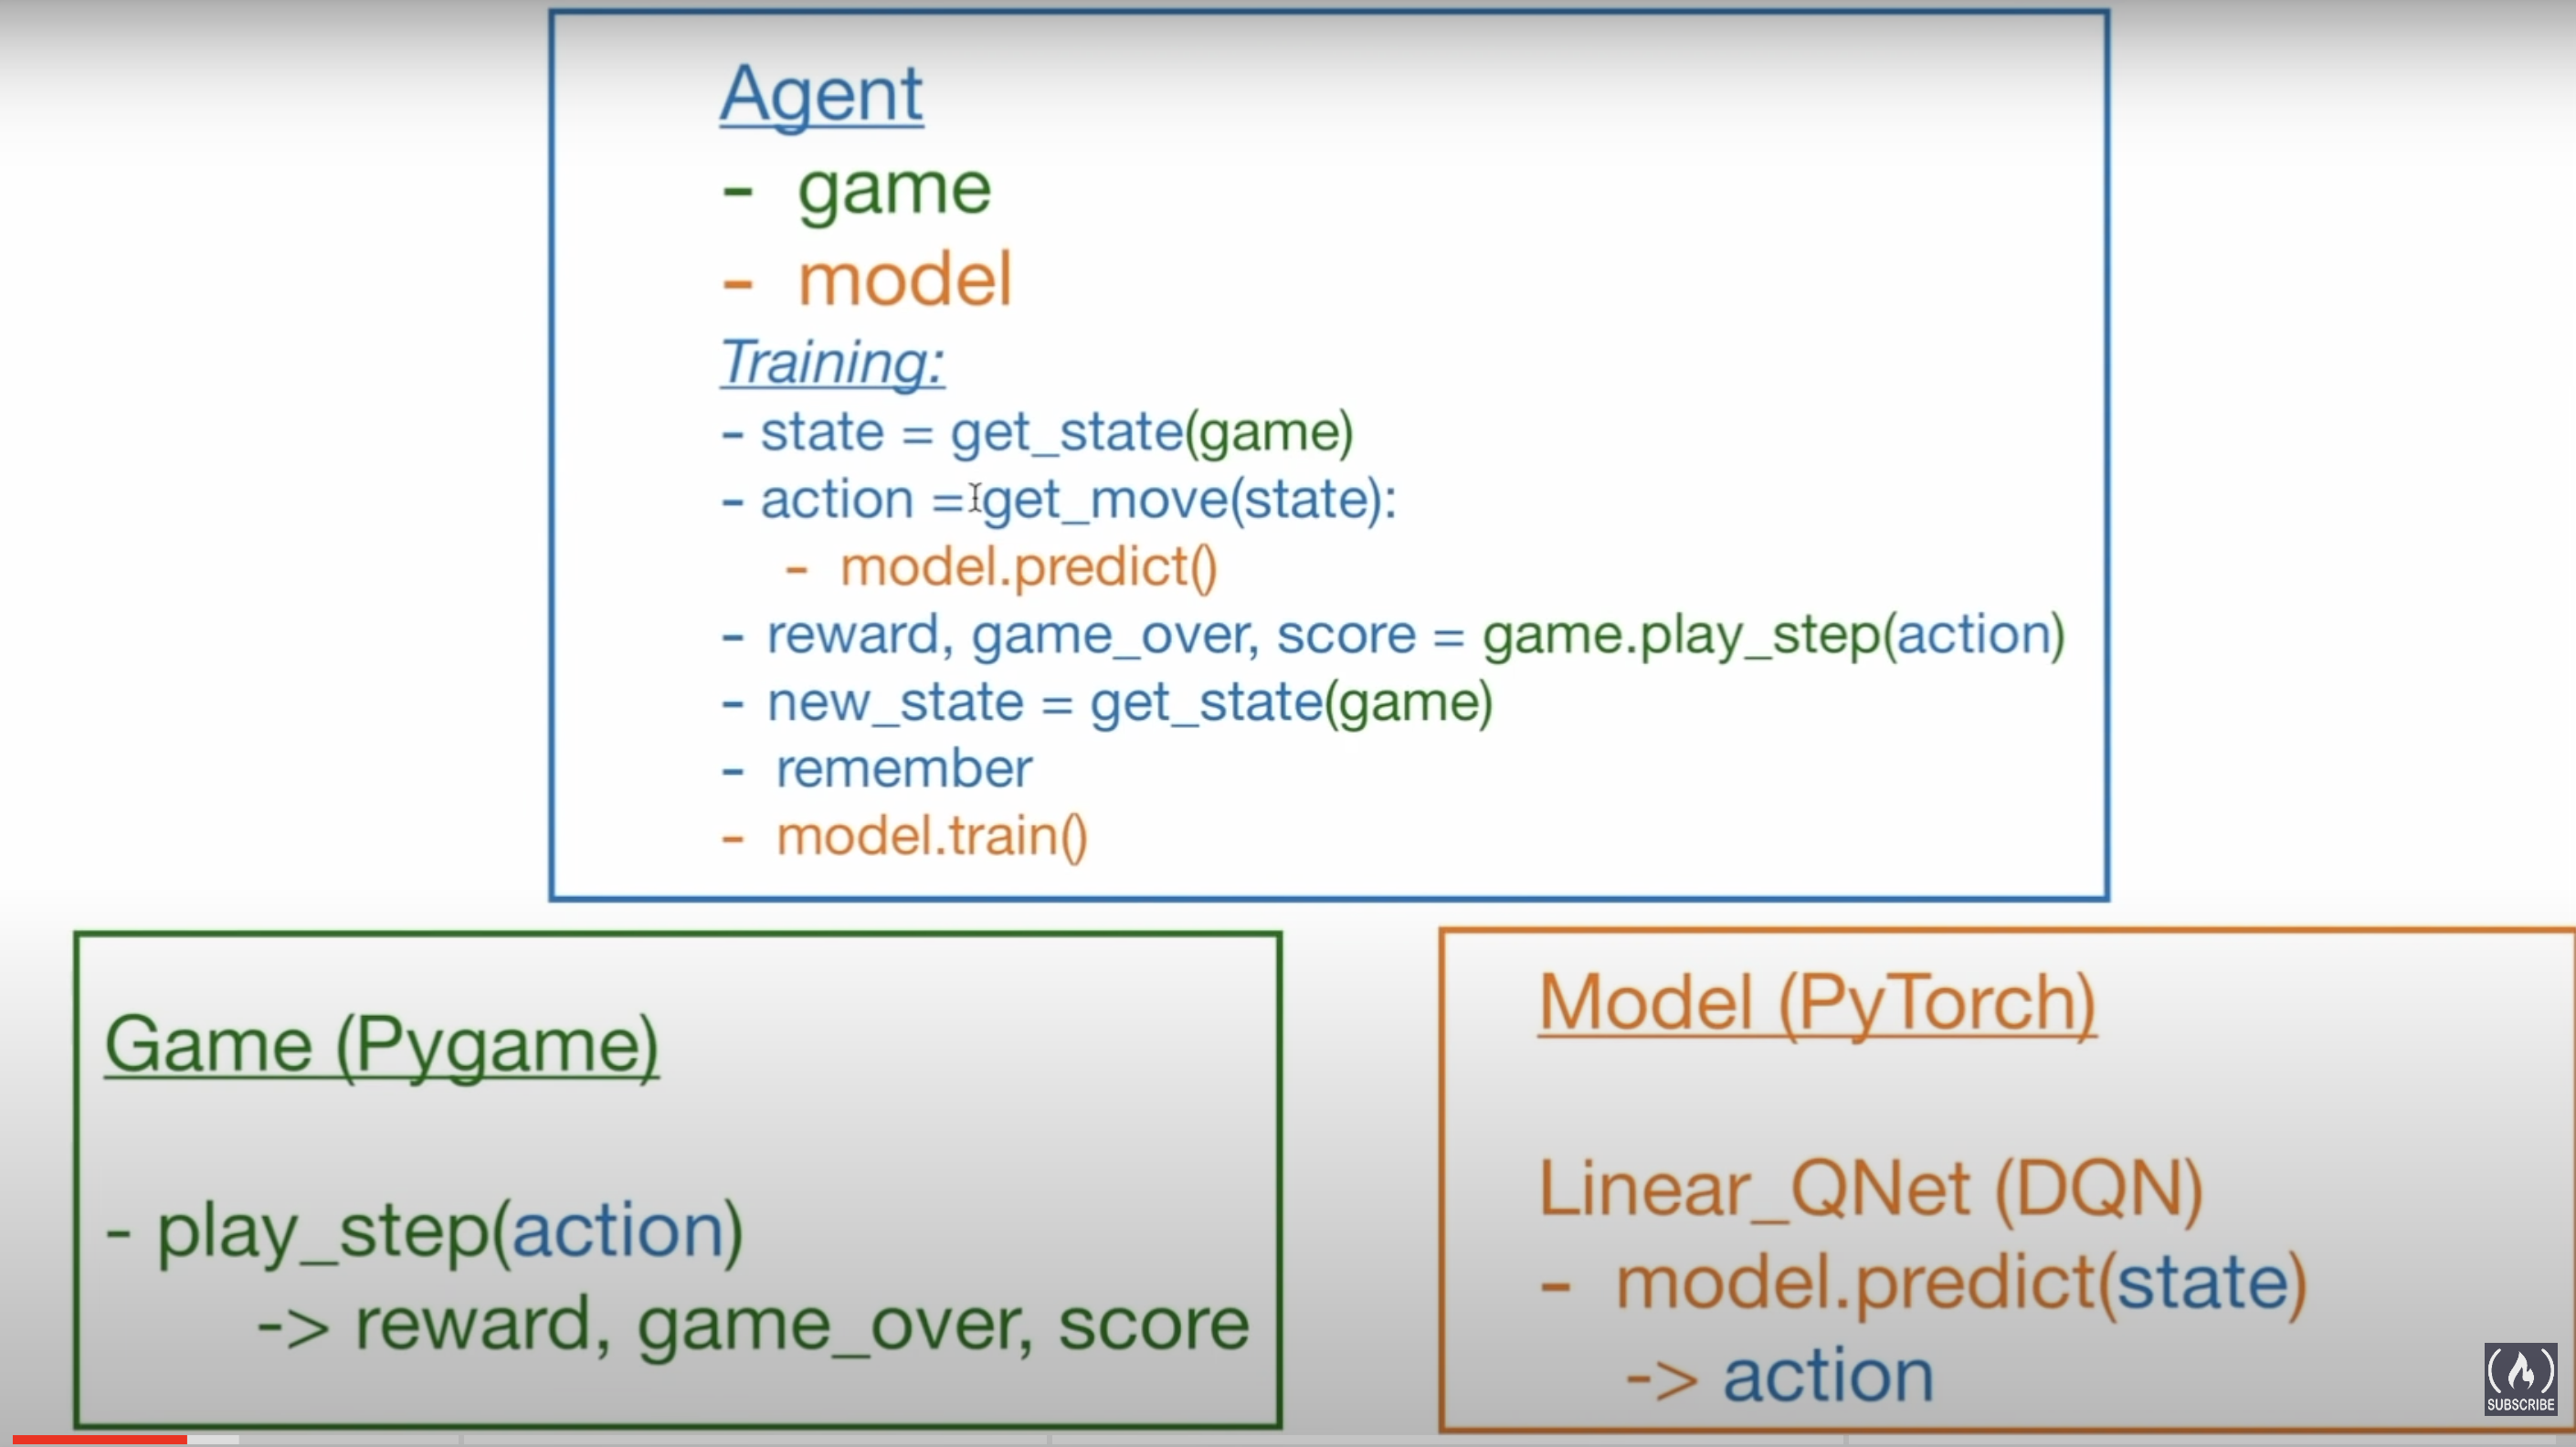 Agent
- game
- model
Training:
- state = get_state(game)
- action = get_move(state):
- model.predict()
- reward, game_over, score = game.play_step(action)
- new_state = get_state(game)
- remember
- model.train()
Game (Pygame)
- play_step(action)
-> reward, game_over, score
Model (PyTorch)
Linear_QNet (DQN)
- model.predict(state)
-> action
SUBSCRIBE